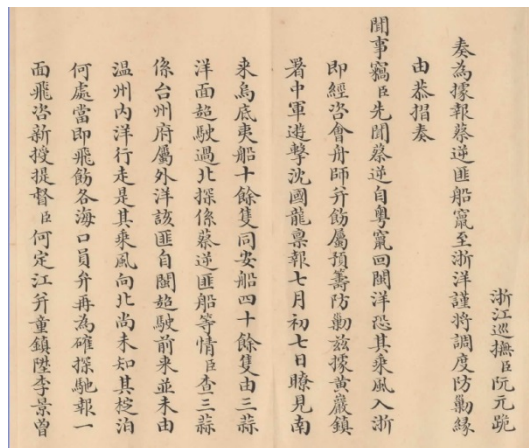 浙江巡撫臣阮元跪
奏為據報蔡逆匪船竄至浙洋謹將調度防勦緣
由恭摺奏
聞事竊臣先聞蔡逆自粵竄回閩洋恐其乘風入浙
即經咨會舟師并飭屬預籌防勦茲據黃巖鎮
署中軍遊擊沈國龍稟報七月初七日瞭見南
來烏底夷船十餘隻同安船四十餘隻由三蒜
洋面趂駛過北探係蔡逆匪船等情臣查三蒜
係台州府屬外洋該匪自閩趂駛前來並未由
温州內洋行走是其乘風向北尚未知其椗泊
何處當即飛飭各海口員弁再為確探馳報一
面飛咨新授提督臣何定江并童鎮陞李景曾